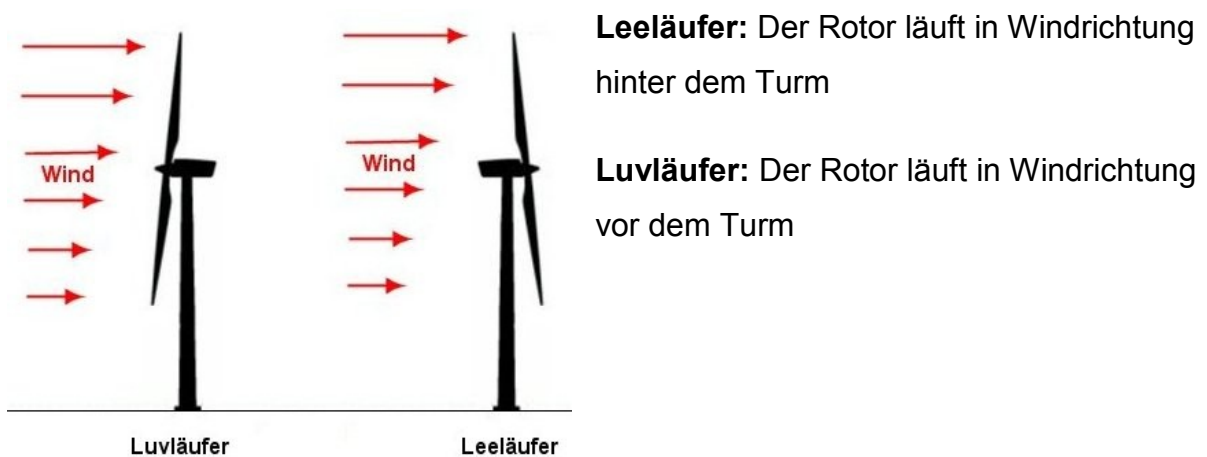 Wind
Luvläufer
Wind
Leeläufer
Leeläufer: Der Rotor läuft in Windrichtung
hinter dem Turm
Luvläufer: Der Rotor läuft in Windrichtung
vor dem Turm